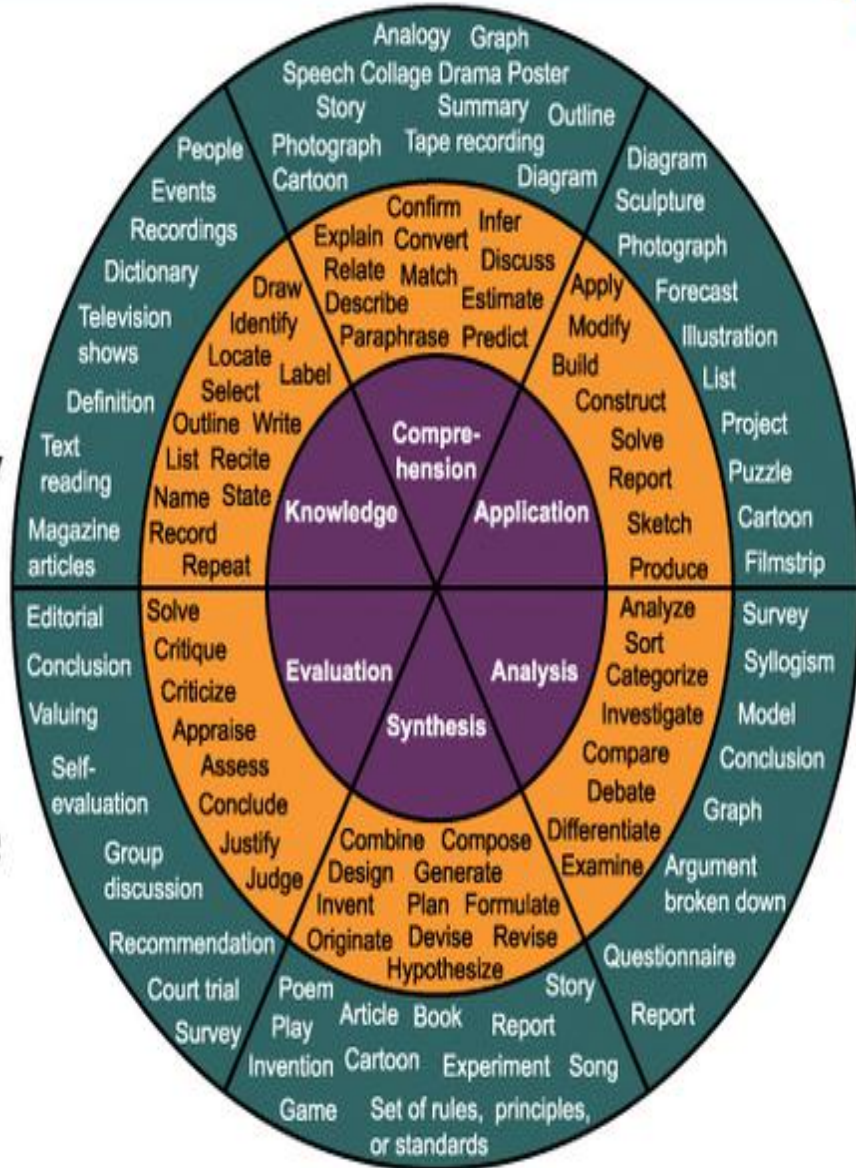 Analogy Graph
Speech Collage Drama Poster
Story Summary Outline
Photograph Tape recording
Cartoon Diagram
Confirm Infer
Explain Convert
Relate Match Discuss
Describe Estimate
Paraphrase Predict
Compre-
hension
Diagram
Sculpture
Photograph
Forecast
Illustration
List
Project
Puzzle
Cartoon
Filmstrip
Apply
Modify
Build
Construct
Solve
Report
Sketch
Produce
Application
Survey
Syllogism
Model
Conclusion
Graph
Argument
broken down
Questionnaire
Report
Analyze
Sort
Categorize
Investigate
Compare
Debate
Differentiate
Examine
Analysis
Synthesis
Combine Compose
Design Generate
Invent Plan Formulate
Originate Devise Revise
Hypothesize
Poem Story
Play Article Book Report
Invention Cartoon Experiment Song
Game Set of rules, principles,
or standards
Evaluation
Solve
Critique
Criticize
Appraise
Assess
Conclude
Justify
Judge
Editorial
Conclusion
Valuing
Self-
evaluation
Group
discussion
Recommendation
Court trial
Survey
Knowledge
Draw
Identify
Locate
Select Label
Outline Write
List Recite
Name State
Record
Repeat
People
Events
Recordings
Dictionary
Television
shows
Definition
Text
reading
Magazine
articles